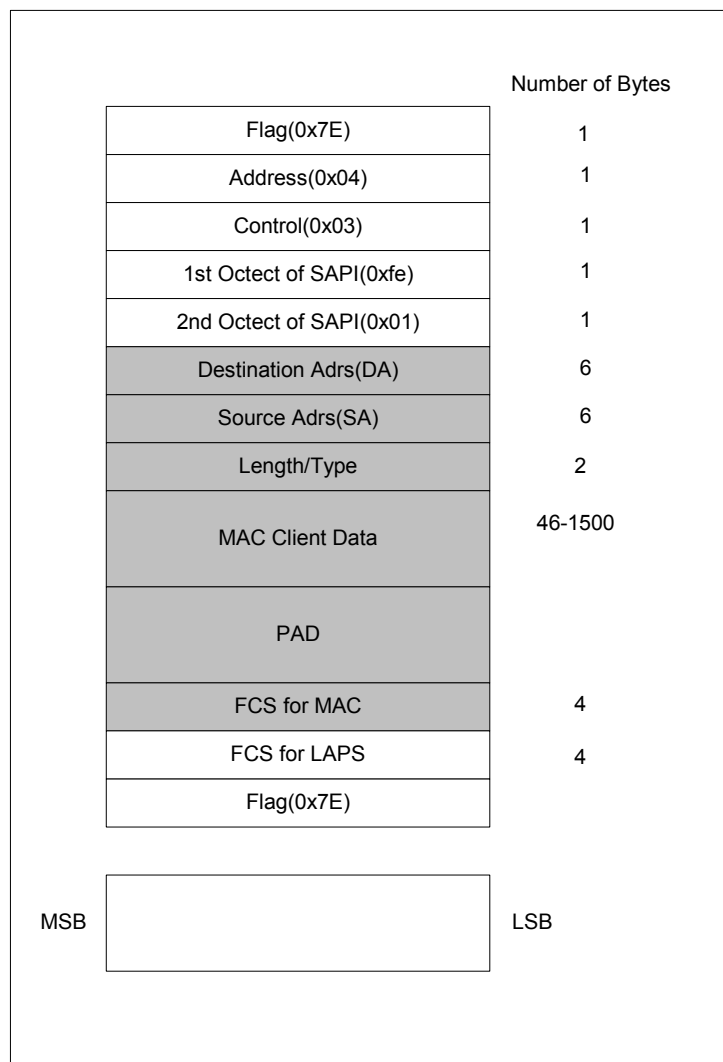 Number of Bytes
Flag(0x7E) 1
Address(0x04) 1
Control(0x03) 1
1st Octect of SAPI(0xfe) 1
2nd Octect of SAPI(0x01) 1
Destination Adrs(DA) 6
Source Adrs(SA) 6
Length/Type 2
MAC Client Data 46-1500
PAD
FCS for MAC 4
FCS for LAPS 4
Flag(0x7E)
MSB LSB